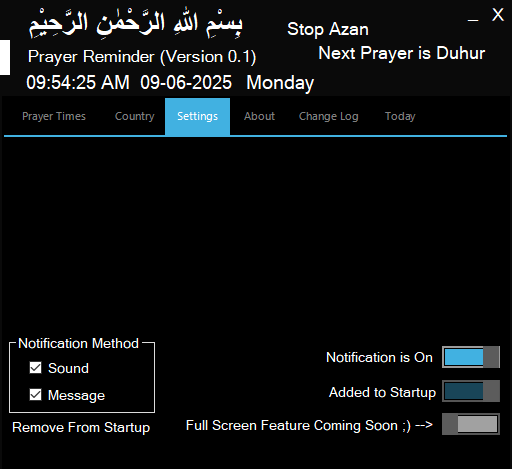 بِسْمِ اللهِ الرَّحْمٰنِ الرَّحِيْمِ
Stop Azan
_ X
Prayer Reminder (Version 0.1)
Next Prayer is Duhur
09:54:25 AM 09-06-2025 Monday
Prayer Times Country Settings About Change Log Today
Notification Method
Sound
Message
Remove From Startup
Notification is On
Added to Startup
Full Screen Feature Coming Soon ;) -->